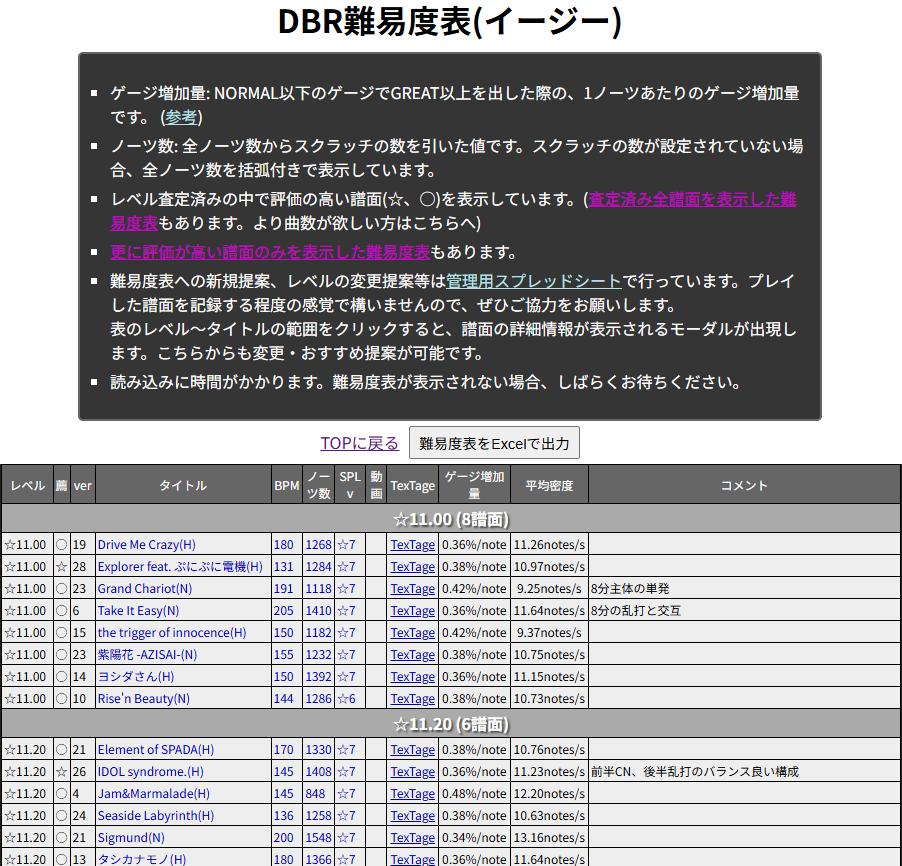 DBR難易度表(イージー)
ゲージ増加量: NORMAL以下のゲージでGREAT以上を出した際の、1ノーツあたりのゲージ増加量
です。(参考)
ノーツ数: 全ノーツ数からスクラッチの数を引いた値です。スクラッチの数が設定されていない場
合、全ノーツ数を括弧付きで表示しています。
レベル査定済みの中で評価の高い譜面(☆、○)を表示しています。(査定済み全譜面を表示した難
易度表もあります。より曲数が欲しい方はこちらへ)
更に評価が高い譜面のみを表示した難易度表もあります。
難易度表への新規提案、レベルの変更提案等は管理用スプレッドシートで行っています。プレイ
した譜面を記録する程度の感覚で構いませんので、ぜひご協力をお願いします。
表のレベル～タイトルの範囲をクリックすると、譜面の詳細情報が表示されるモーダルが出現し
ます。こちらからも変更・おすすめ提案が可能です。
読み込みに時間がかかります。難易度表が表示されない場合、しばらくお待ちください。
TOPに戻る 難易度表をExcelで出力
レベル 薦 ver タイトル BPM ノーツ数 SPLv 動画 TexTage ゲージ増加量 平均密度 コメント
☆11.00 (8譜面)
☆11.00 ○ 19 Drive Me Crazy(H) 180 1268 ☆7 TexTage 0.36%/note 11.26notes/s
☆11.00 ☆ 28 Explorer feat. ぷにぷに電機(H) 131 1284 ☆7 TexTage 0.38%/note 10.97notes/s
☆11.00 ○ 23 Grand Chariot(N) 191 1118 ☆7 TexTage 0.42%/note 9.25notes/s 8分主体の単発
☆11.00 ○ 6 Take It Easy(N) 205 1410 ☆7 TexTage 0.36%/note 11.64notes/s 8分の乱打と交互
☆11.00 ○ 15 the trigger of innocence(H) 150 1182 ☆7 TexTage 0.42%/note 9.37notes/s
☆11.00 ○ 23 紫陽花 -AZISAI-(N) 155 1232 ☆7 TexTage 0.38%/note 10.75notes/s
☆11.00 ○ 14 ヨシダさん(H) 150 1392 ☆7 TexTage 0.36%/note 11.15notes/s
☆11.00 ○ 10 Rise'n Beauty(N) 144 1286 ☆6 TexTage 0.38%/note 10.73notes/s
☆11.20 (6譜面)
☆11.20 ○ 21 Element of SPADA(H) 170 1330 ☆7 TexTage 0.38%/note 10.76notes/s
☆11.20 ☆ 26 IDOL syndrome.(H) 145 1408 ☆7 TexTage 0.36%/note 11.23notes/s 前半CN、後半乱打のバランス良い構成
☆11.20 ○ 4 Jam&Marmalade(H) 145 848 ☆7 TexTage 0.48%/note 12.20notes/s
☆11.20 ○ 24 Seaside Labyrinth(H) 136 1258 ☆7 TexTage 0.38%/note 10.63notes/s
☆11.20 ○ 21 Sigmund(N) 200 1548 ☆7 TexTage 0.34%/note 13.16notes/s
☆11.20 ○ 13 タシカナモノ(H) 180 1366 ☆7 TexTage 0.36%/note 11.64notes/s